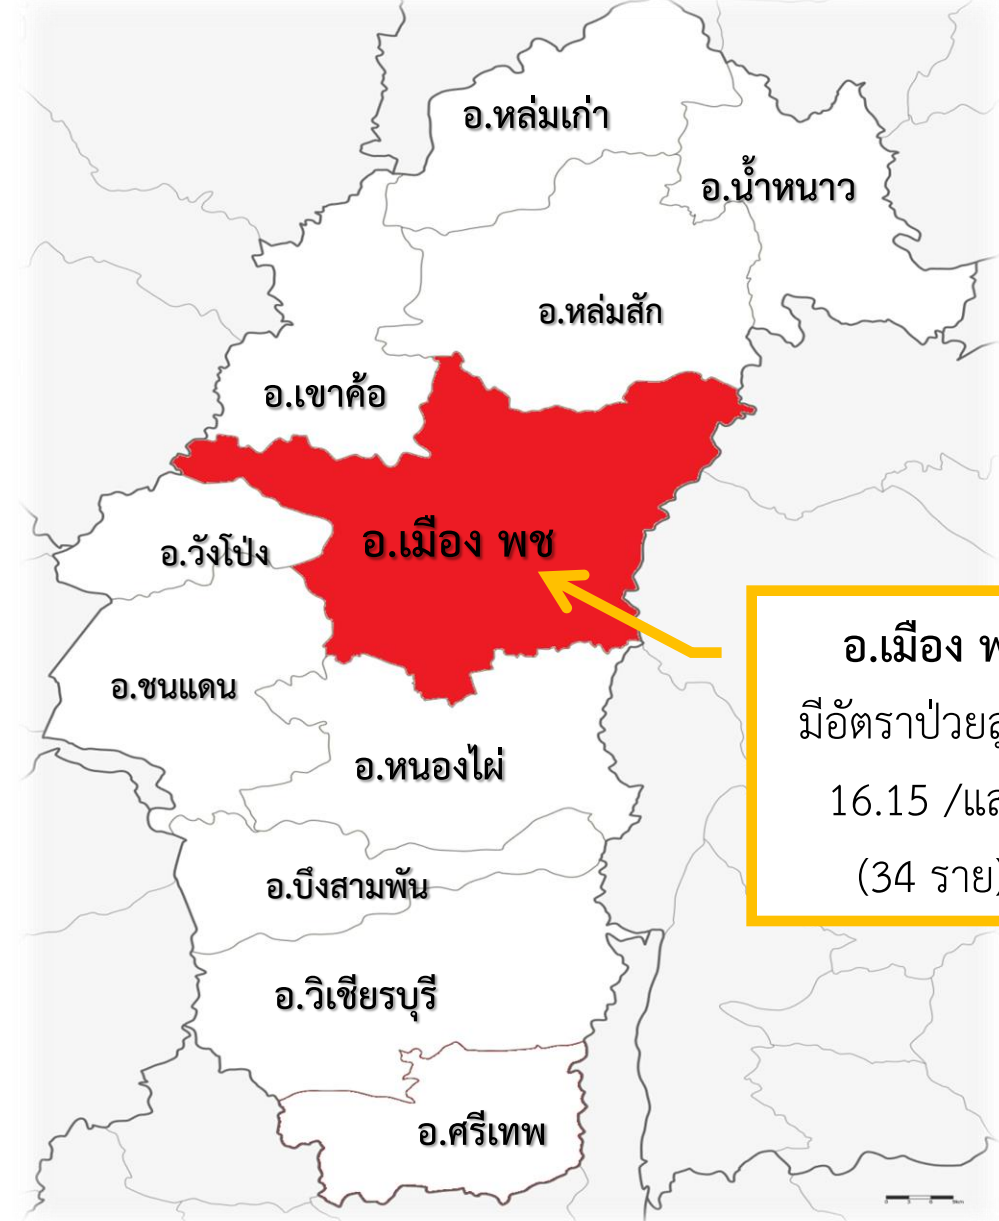 อ.หล่มเก่า
อ.น้ำหนาว
อ.หล่มสัก
อ.เขาค้อ
อ.เมือง พช
อ.วังโป่ง
อ.เมือง พ
มีอัตราป่วย
16.15 /แส
(34 ราย)
อ.ชนแดน
อ.หนองไผ่
อ.บึงสามพัน
อ.วิเชียรบุรี
อ.ศรีเทพ